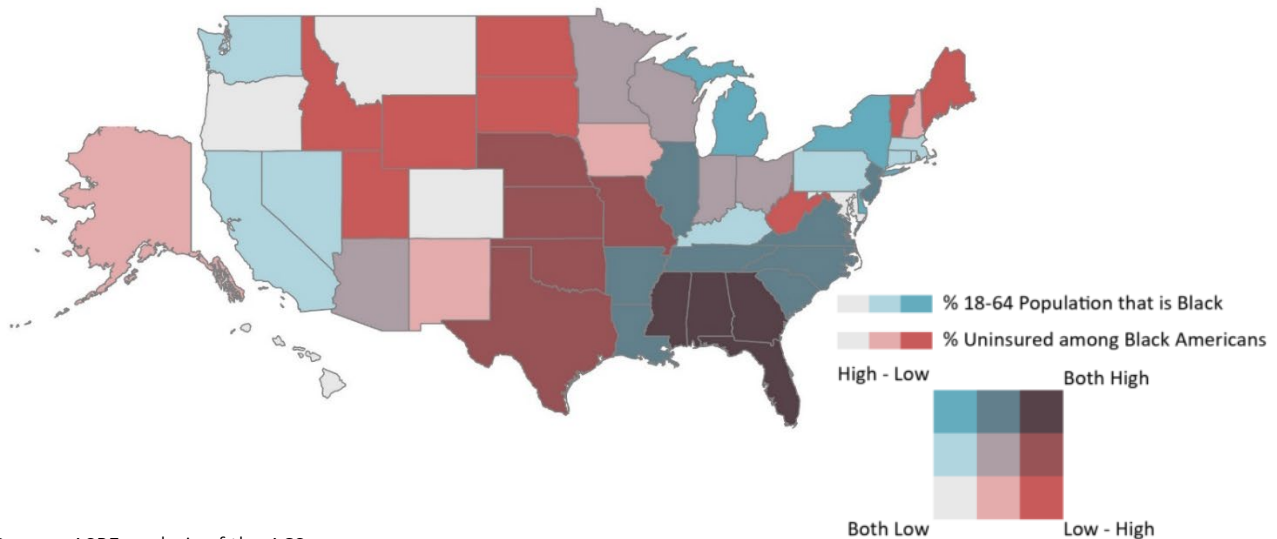 % 18-64 Population that is Black
% Uninsured among Black Americans
High - Low
Both High
Both Low
Low - High